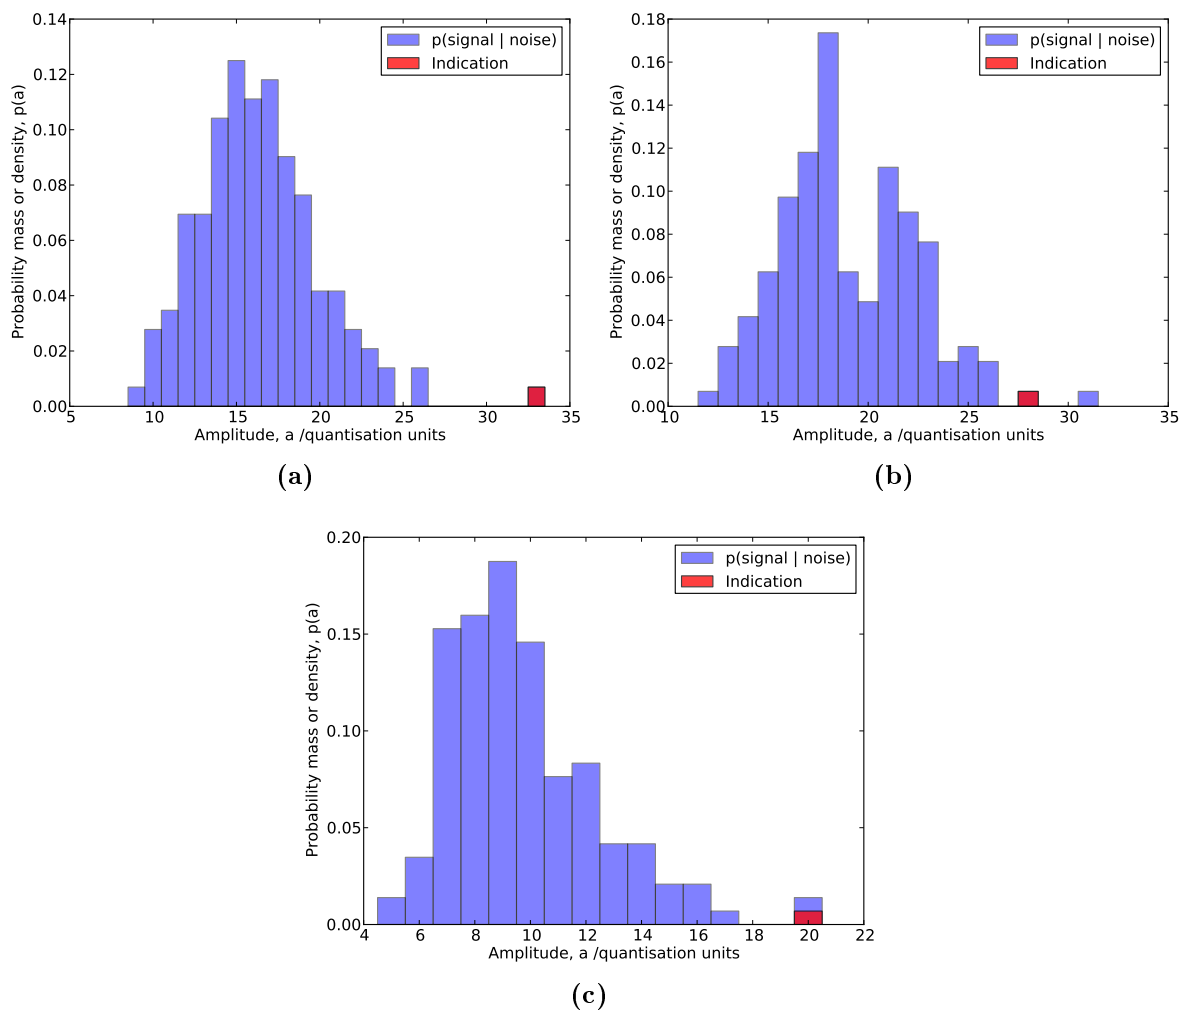 0.14
0.12
0.10
0.08
0.06
0.04
0.02
0.00
5 10 15 20 25 30 35
Probability mass or density, p(a)
Amplitude, a /quantisation units
p(signal | noise)
Indication
(a)
0.18
0.16
0.14
0.12
0.10
0.08
0.06
0.04
0.02
0.00
10 15 20 25 30 35
Probability mass or density, p(a)
Amplitude, a /quantisation units
p(signal | noise)
Indication
(b)
0.20
0.15
0.10
0.05
0.00
4 6 8 10 12 14 16 18 20 22
Probability mass or density, p(a)
Amplitude, a /quantisation units
p(signal | noise)
Indication
(c)